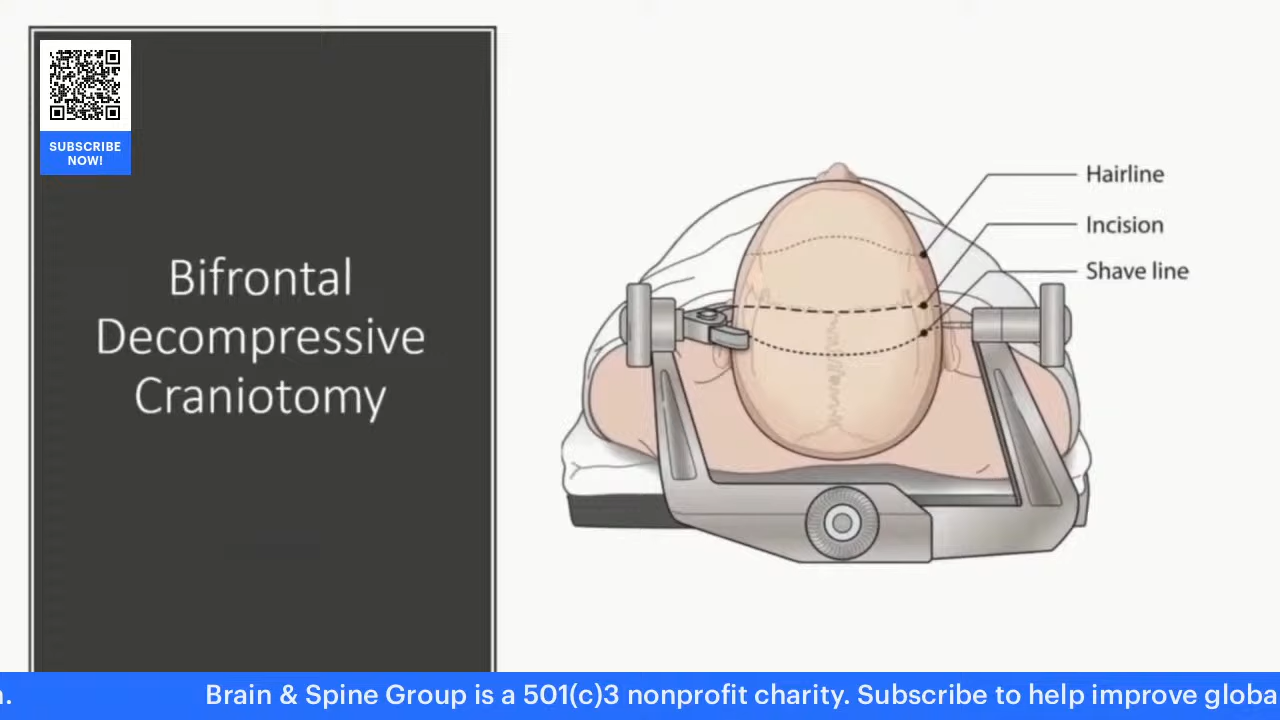 SUBSCRIBE
NOW!
Bifrontal
Decompressive
Craniotomy
Hairline
Incision
Shave line
Brain & Spine Group is a 501(c)3 nonprofit charity. Subscribe to help improve globa